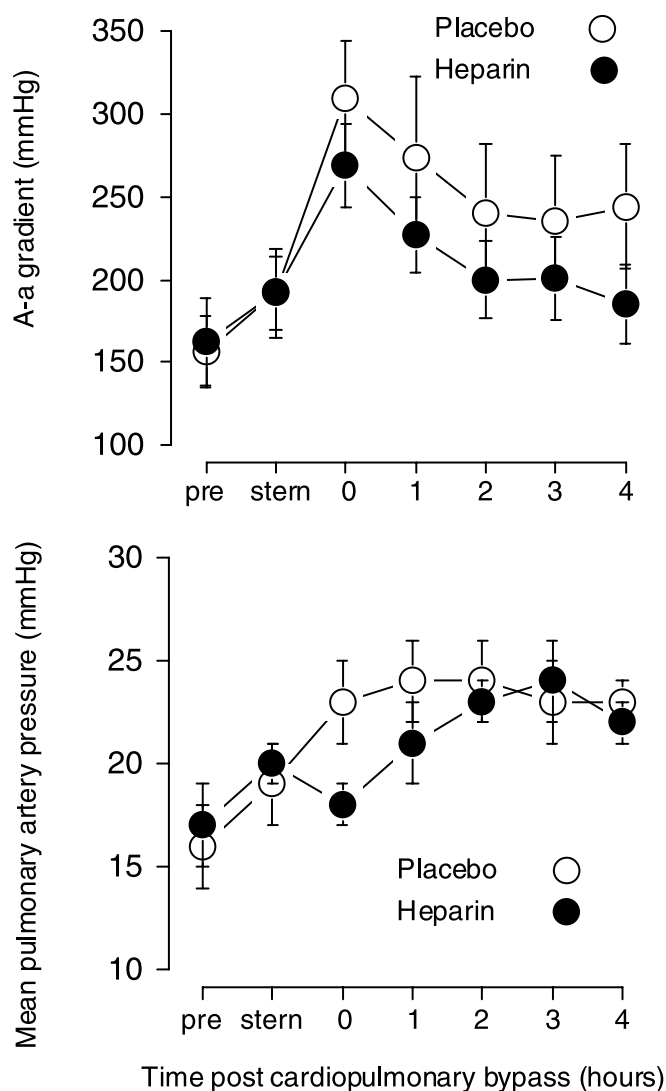 Placebo
Heparin
A-a gradient (mmHg)
350
300
250
200
150
100
pre stern 0 1 2 3 4
Mean pulmonary artery pressure (mmHg)
30
25
20
15
10
Placebo
Heparin
pre stern 0 1 2 3 4
Time post cardiopulmonary bypass (hours)